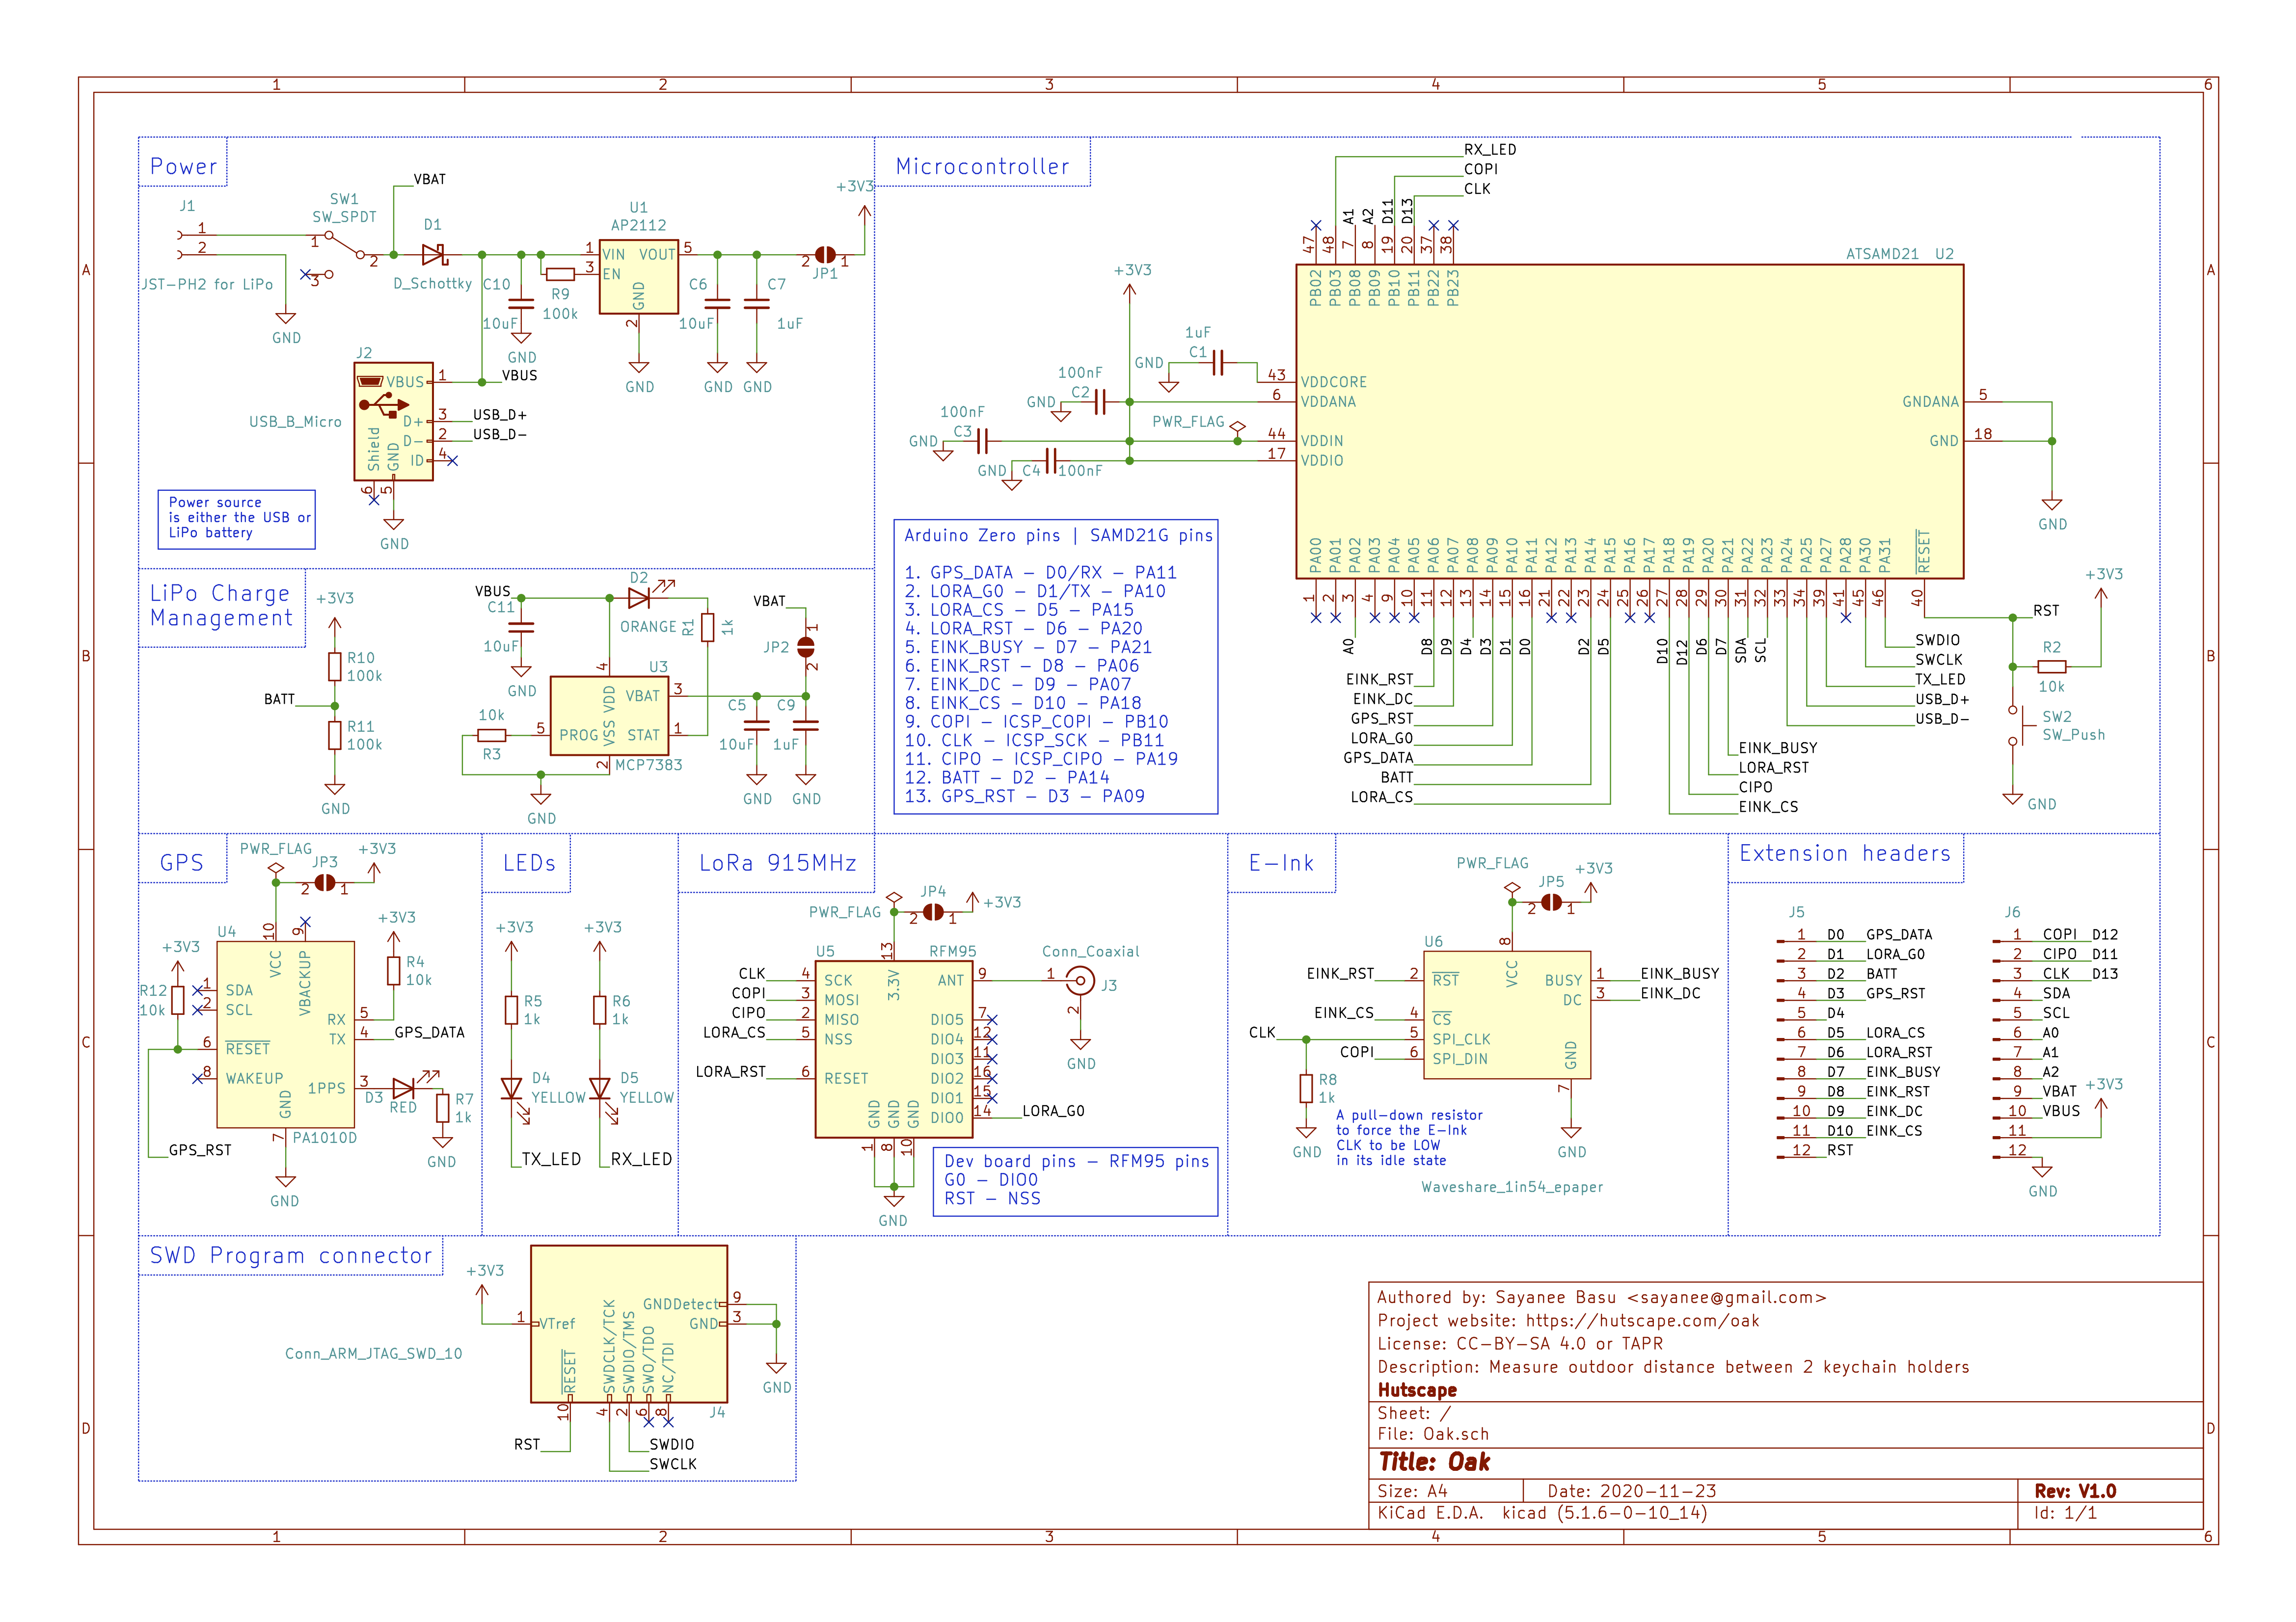 1 2 3 4 5 6
A
B
C
D
Power
VBAT
J1
SW1
SW_SPDT
1
2
1
2
3
JST-PH2 for LiPo
GND
D1
D_Schottky
C10
10uF
GND
R9
100k
U1
AP2112
1 VIN VOUT 5
3 EN
GND
2
GND
C6
10uF
GND
C7
1uF
GND
2 1
JP1
+3V3
J2
USB_B_Micro
VBUS 1 VBUS
D+ 3 USB_D+
D- 2 USB_D-
ID 4
Shield
GND
6 5
GND
Power source
is either the USB or
LiPo battery
LiPo Charge
Management
+3V3
R10
100k
BATT
R11
100k
GND
VBUS
C11
10uF
GND
D2
ORANGE
R1
1k
VBAT
1
JP2
2
U3
4
VDD
VBAT 3
5 PROG
STAT 1
VSS
2
MCP7383
10k
R3
GND
C5
10uF
GND
C9
1uF
GND
Microcontroller
RX_LED
COPI
CLK
A1
A2
D11
D13
47 48 7 8 19 20 37 38
PB02 PB03 PB08 PB09 PB10 PB11 PB22 PB23
ATSAMD21 U2
+3V3
1uF
C1
GND
100nF
C2
GND
100nF
C3
GND
PWR_FLAG
GND
C4
100nF
43 VDDCORE
6 VDDANA
44 VDDIN
17 VDDIO
GNDANA 5
GND 18
GND
PA00 PA01 PA02 PA03 PA04 PA05 PA06 PA07 PA08 PA09 PA10 PA11 PA12 PA13 PA14 PA15 PA16 PA17 PA18 PA19 PA20 PA21 PA22 PA23 PA24 PA25 PA27 PA28 PA30 PA31 RESET
1 2 3 4 9 10 11 12 13 14 15 16 21 22 23 24 25 26 27 28 29 30 31 32 33 34 39 41 45 46 40
A0 D8 D9 D4 D3 D1 D0 D2 D5 D10 D12 D6 D7 SDA SCL
EINK_RST
EINK_DC
GPS_RST
LORA_G0
GPS_DATA
BATT
LORA_CS
EINK_BUSY
LORA_RST
CIPO
EINK_CS
SWDIO
SWCLK
TX_LED
USB_D+
USB_D-
RST
+3V3
R2
10k
SW2
SW_Push
GND
Arduino Zero pins | SAMD21G pins
1. GPS_DATA - D0/RX - PA11
2. LORA_G0 - D1/TX - PA10
3. LORA_CS - D5 - PA15
4. LORA_RST - D6 - PA20
5. EINK_BUSY - D7 - PA21
6. EINK_RST - D8 - PA06
7. EINK_DC - D9 - PA07
8. EINK_CS - D10 - PA18
9. COPI - ICSP_COPI - PB10
10. CLK - ICSP_SCK - PB11
11. CIPO - ICSP_CIPO - PA19
12. BATT - D2 - PA14
13. GPS_RST - D3 - PA09
GPS
PWR_FLAG
JP3
2 1
+3V3
U4
10 9
VCC
VBACKUP
+3V3
R12
10k
+3V3
R4
10k
1 SDA
2 SCL
RX 5
TX 4 GPS_DATA
6 RESET
8 WAKEUP
1PPS 3
GND
7
PA1010D
D3
RED
R7
1k
GND
GPS_RST
GND
LEDs
+3V3 +3V3
R5
1k
R6
1k
D4
YELLOW
D5
YELLOW
TX_LED
RX_LED
LoRa 915MHz
PWR_FLAG
JP4
2 1
+3V3
U5
RFM95
13
3.3V
CLK 4 SCK
COPI 3 MOSI
CIPO 2 MISO
LORA_CS 5 NSS
LORA_RST 6 RESET
ANT 9
DIO5 7
DIO4 12
DIO3 11
DIO2 16
DIO1 15
DIO0 14 LORA_G0
GND GND GND
1 8 10
GND
Conn_Coaxial
1
J3
2
GND
Dev board pins - RFM95 pins
G0 - DIO0
RST - NSS
E-Ink
PWR_FLAG
JP5
2 1
+3V3
U6
8
VCC
EINK_RST 2 RST
EINK_CS 4 CS
CLK 5 SPI_CLK
COPI 6 SPI_DIN
BUSY 1 EINK_BUSY
DC 3 EINK_DC
GND
7
GND
R8
1k
GND
A pull-down resistor
to force the E-Ink
CLK to be LOW
in its idle state
Waveshare_1in54_epaper
Extension headers
J5
1 D0 GPS_DATA
2 D1 LORA_G0
3 D2 BATT
4 D3 GPS_RST
5 D4
6 D5 LORA_CS
7 D6 LORA_RST
8 D7 EINK_BUSY
9 D8 EINK_RST
10 D9 EINK_DC
11 D10 EINK_CS
12 RST
J6
1 COPI D12
2 CIPO D11
3 CLK D13
4 SDA
5 SCL
6 A0
7 A1
8 A2
9 VBAT
10 VBUS
11
12
+3V3
GND
SWD Program connector
+3V3
1 VTref
GNDDetect 9
GND 3
RESET
SWDCLK/TCK
SWDIO/TMS
SWO/TDO
NC/TDI
10 4 2 6 8
J4
Conn_ARM_JTAG_SWD_10
GND
RST
SWDIO
SWCLK
Authored by: Sayanee Basu <sayanee@gmail.com>
Project website: https://hutscape.com/oak
License: CC-BY-SA 4.0 or TAPR
Description: Measure outdoor distance between 2 keychain holders
Hutscape
Sheet: /
File: Oak.sch
Title: Oak
Size: A4 Date: 2020-11-23 Rev: V1.0
KiCad E.D.A. kicad (5.1.6-0-10_14) Id: 1/1
1 2 3 4 5 6
A
B
C
D